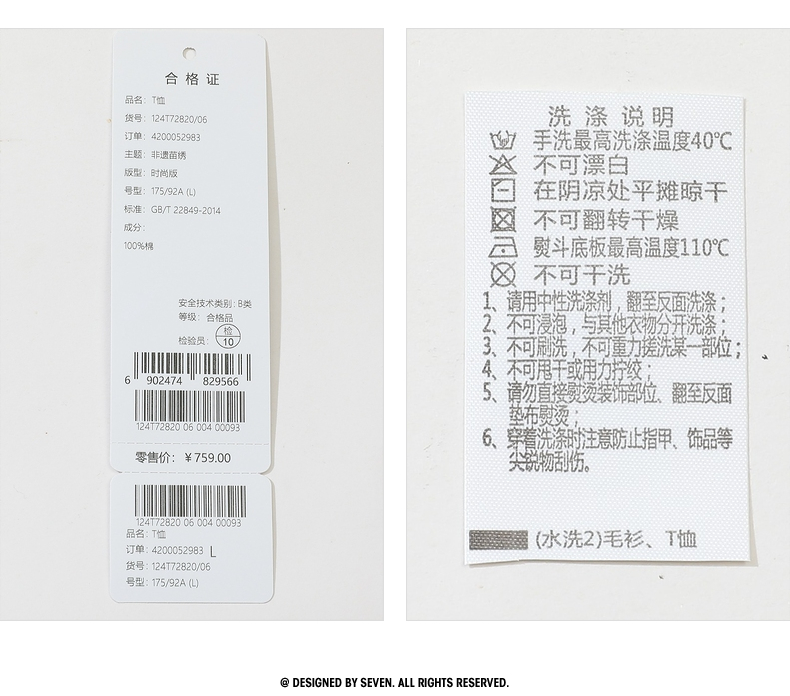 合格证
品名：T恤
货号：124T72820/06
订单：4200052983
主题：非遗苗绣
版型：时尚版
号型：175/92A (L)
标准：GB/T 22849-2014
成分：
100%棉
安全技术类别：B类
等级：合格品
检验员：检 10
6 902474 829566
124T72820 06 004 00093
零售价：￥759.00
124T72820 06 004 00093
品名：T恤
订单：4200052983 L
货号：124T72820/06
号型：175/92A (L)
洗涤说明
手洗最高洗涤温度40℃
不可漂白
在阴凉处平摊晾干
不可翻转干燥
熨斗底板最高温度110℃
不可干洗
1、请用中性洗涤剂，翻至反面洗涤；
2、不可浸泡，与其他衣物分开洗涤；
3、不可刷洗，不可重力搓洗某一部位；
4、不可甩干或用力拧绞；
5、请勿直接熨烫装饰部位、翻至反面
垫布熨烫；
6、穿着洗涤时注意防止指甲、饰品等
尖锐物刮伤。
(水洗2)毛衫、T恤
@ DESIGNED BY SEVEN. ALL RIGHTS RESERVED.